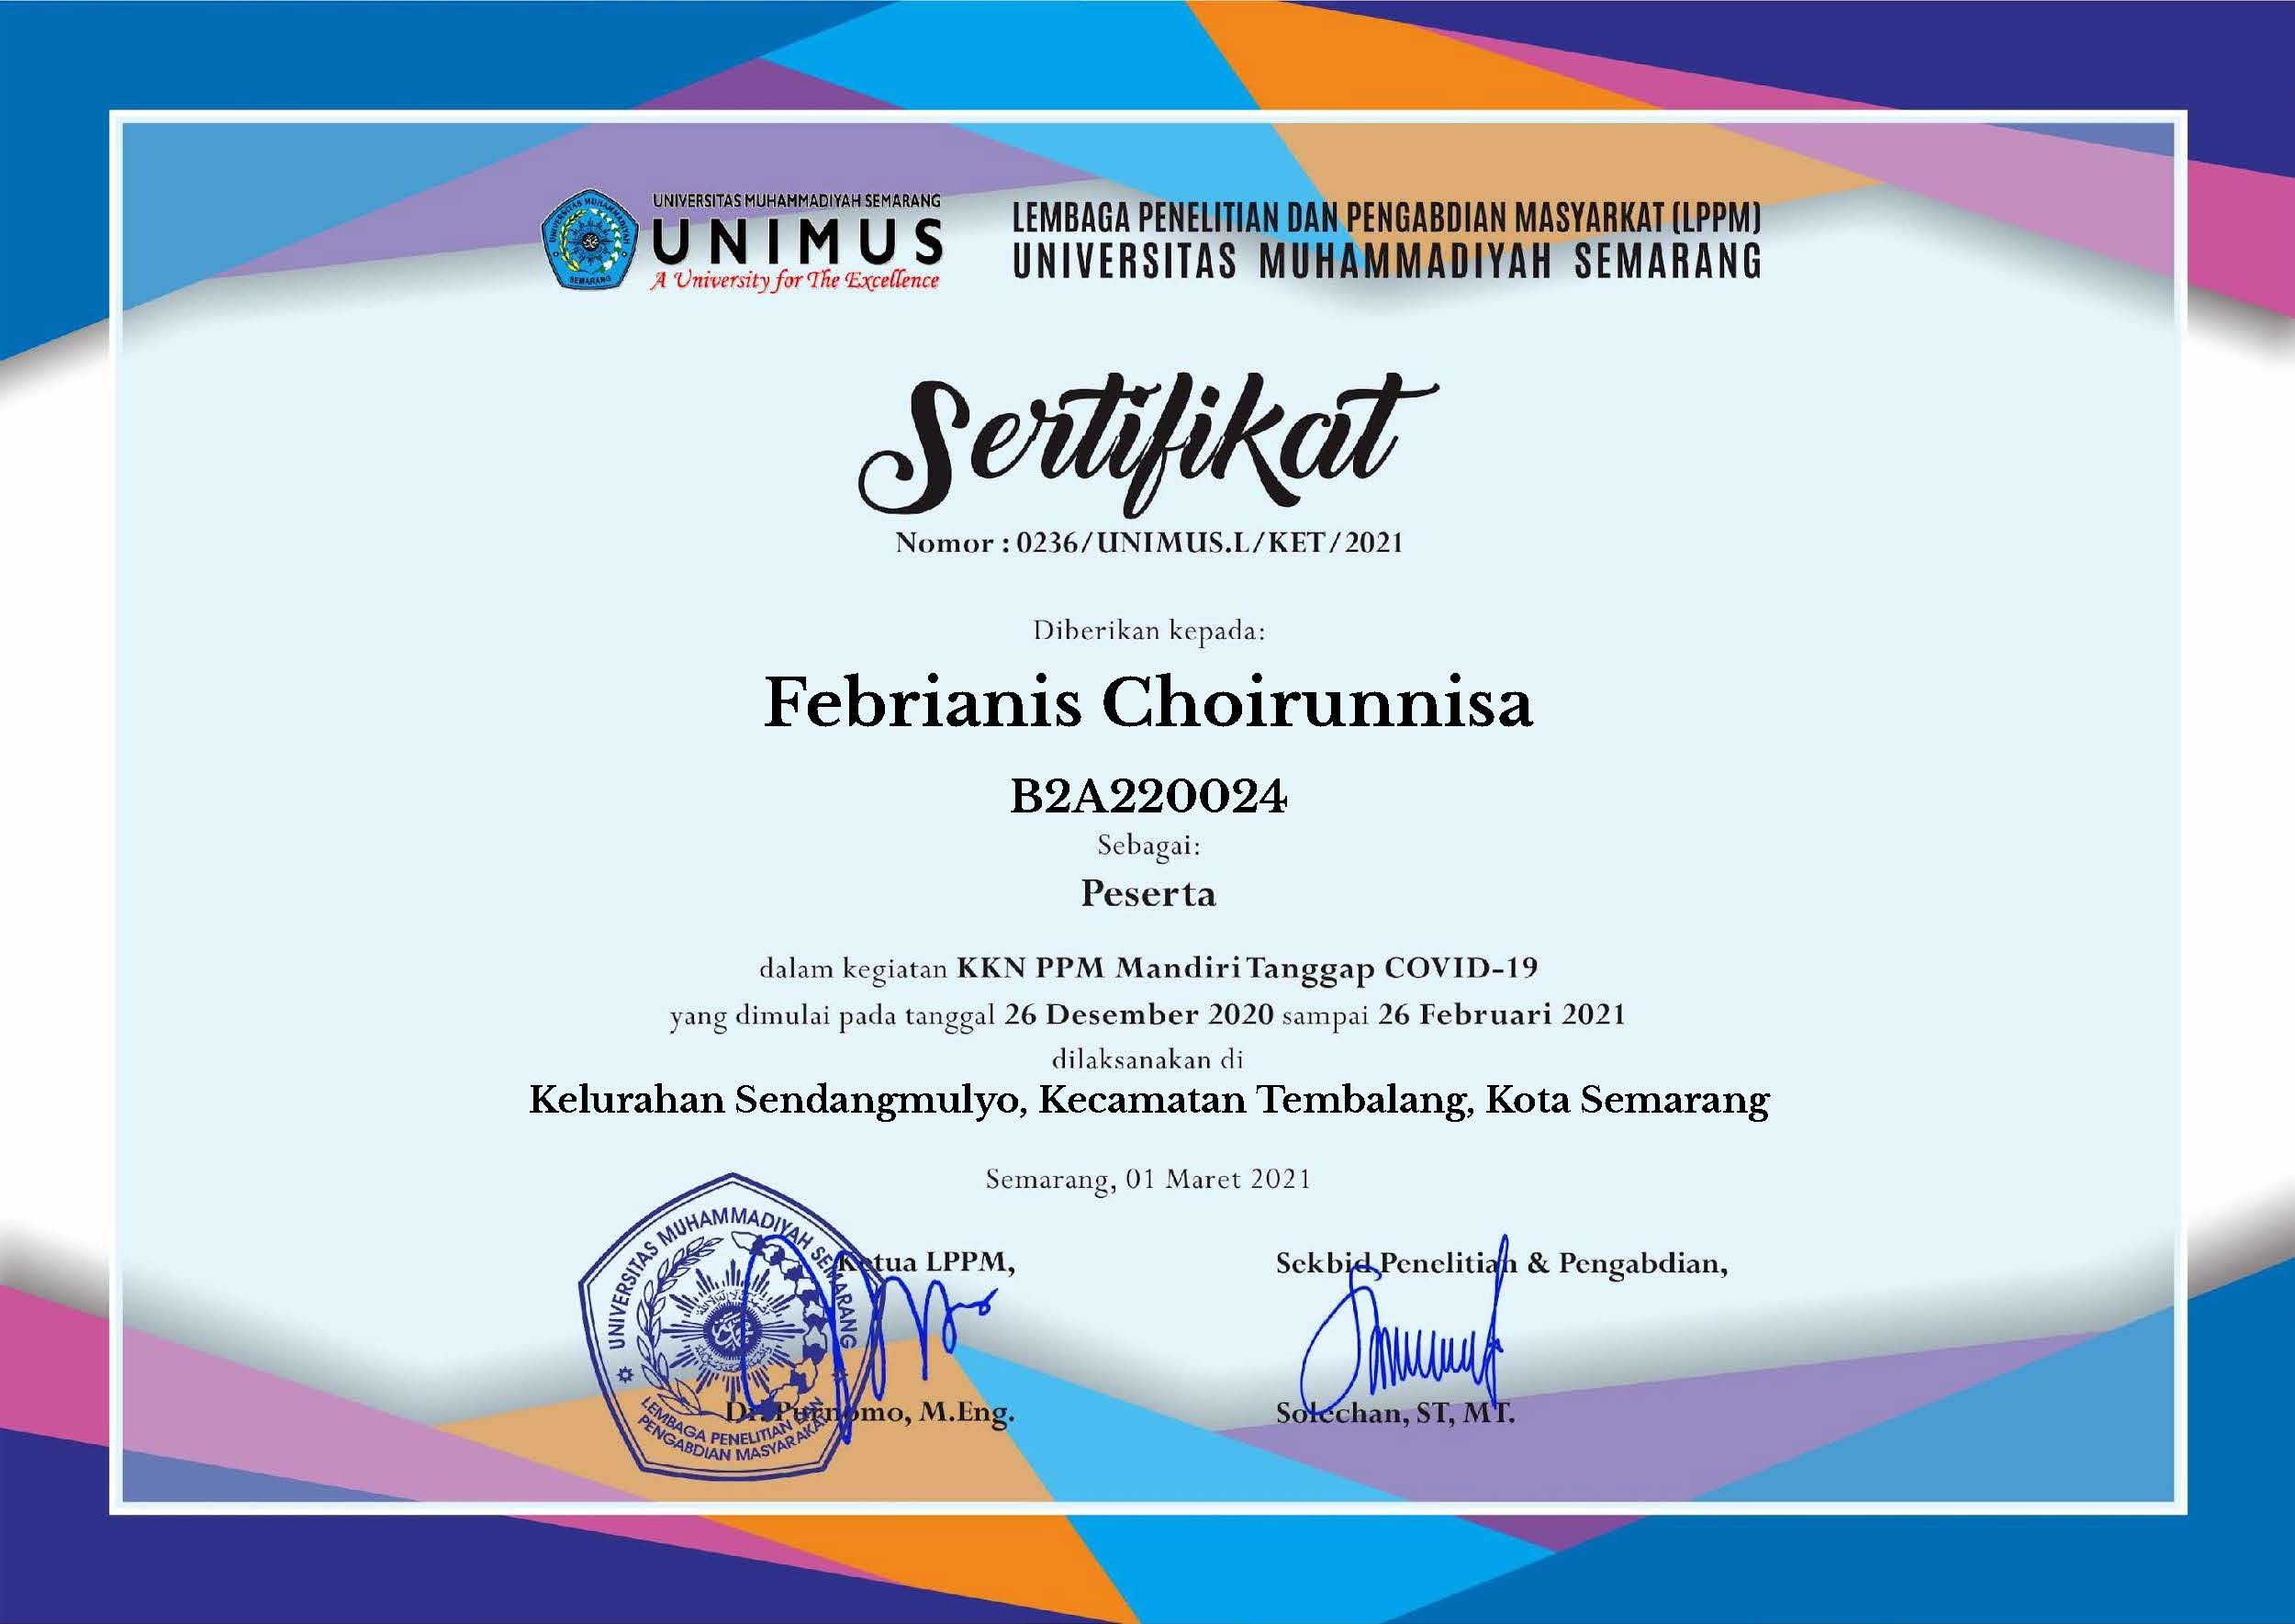 UNIVERSITAS MUHAMMADIYAH SEMARANG
UNIMUS
A University for The Excellence
LEMBAGA PENELITIAN DAN PENGABDIAN MASYARKAT (LPPM)
UNIVERSITAS MUHAMMADIYAH SEMARANG
Sertifikat
Nomor : 0236/UNIMUS.L/KET/2021
Diberikan kepada:
Febrianis Choirunnisa
B2A220024
Sebagai:
Peserta
dalam kegiatan KKN PPM Mandiri Tanggap COVID-19
yang dimulai pada tanggal 26 Desember 2020 sampai 26 Februari 2021
dilaksanakan di
Kelurahan Sendangmulyo, Kecamatan Tembalang, Kota Semarang
Semarang, 01 Maret 2021
Ketua LPPM,
Sekbid Penelitian & Pengabdian,
UNIVERSITAS MUHAMMADIYAH SEMARANG
LEMBAGA PENELITIAN DAN
PENGABDIAN MASYARAKAT
Dr. Purnomo, M.Eng.
Solechan, ST, MT.